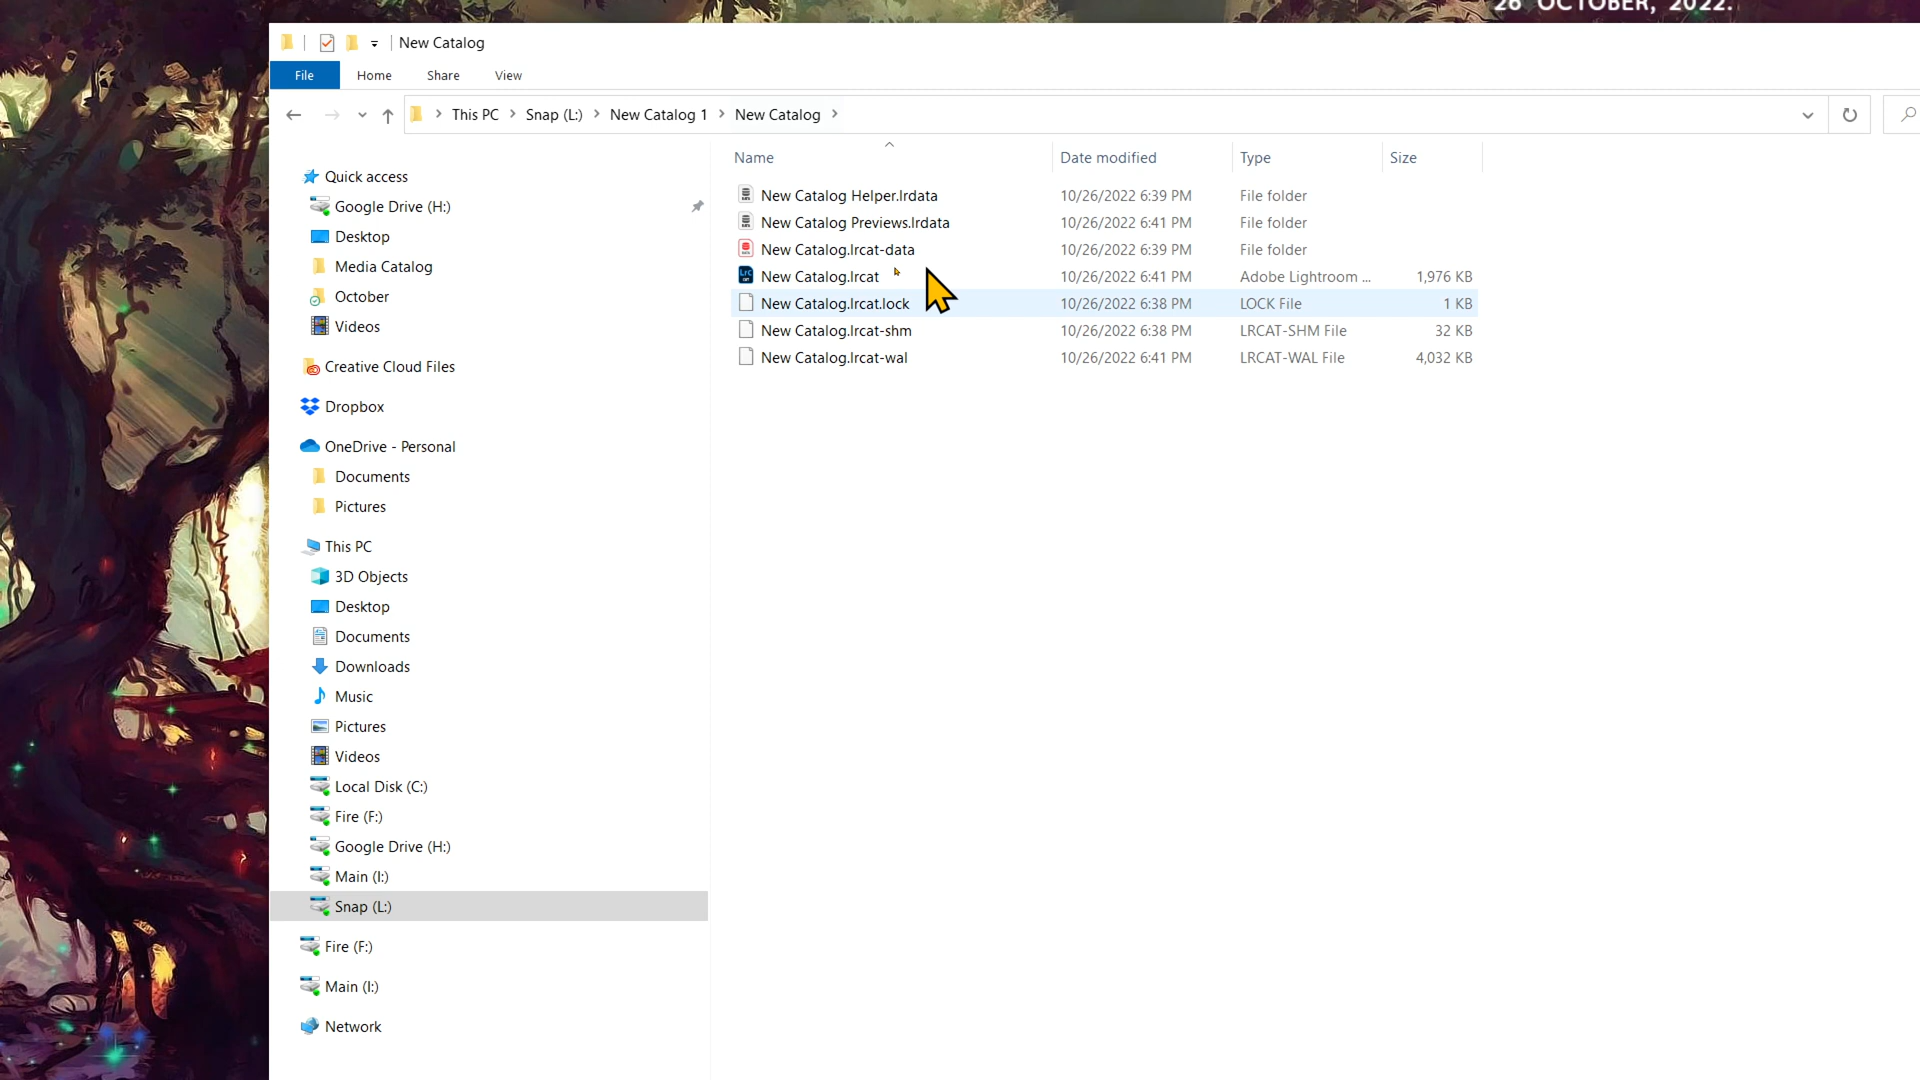 26 OCTOBER, 2022.
New Catalog
File Home Share View
This PC Snap (L:) New Catalog 1 New Catalog
Name Date modified Type Size
New Catalog Helper.lrdata 10/26/2022 6:39 PM File folder
New Catalog Previews.lrdata 10/26/2022 6:41 PM File folder
New Catalog.lrcat-data 10/26/2022 6:39 PM File folder
New Catalog.lrcat 10/26/2022 6:41 PM Adobe Lightroom ... 1,976 KB
New Catalog.lrcat.lock 10/26/2022 6:38 PM LOCK File 1 KB
New Catalog.lrcat-shm 10/26/2022 6:38 PM LRCAT-SHM File 32 KB
New Catalog.lrcat-wal 10/26/2022 6:41 PM LRCAT-WAL File 4,032 KB
Quick access
Google Drive (H:)
Desktop
Media Catalog
October
Videos
Creative Cloud Files
Dropbox
OneDrive - Personal
Documents
Pictures
This PC
3D Objects
Desktop
Documents
Downloads
Music
Pictures
Videos
Local Disk (C:)
Fire (F:)
Google Drive (H:)
Main (I:)
Snap (L:)
Fire (F:)
Main (I:)
Network